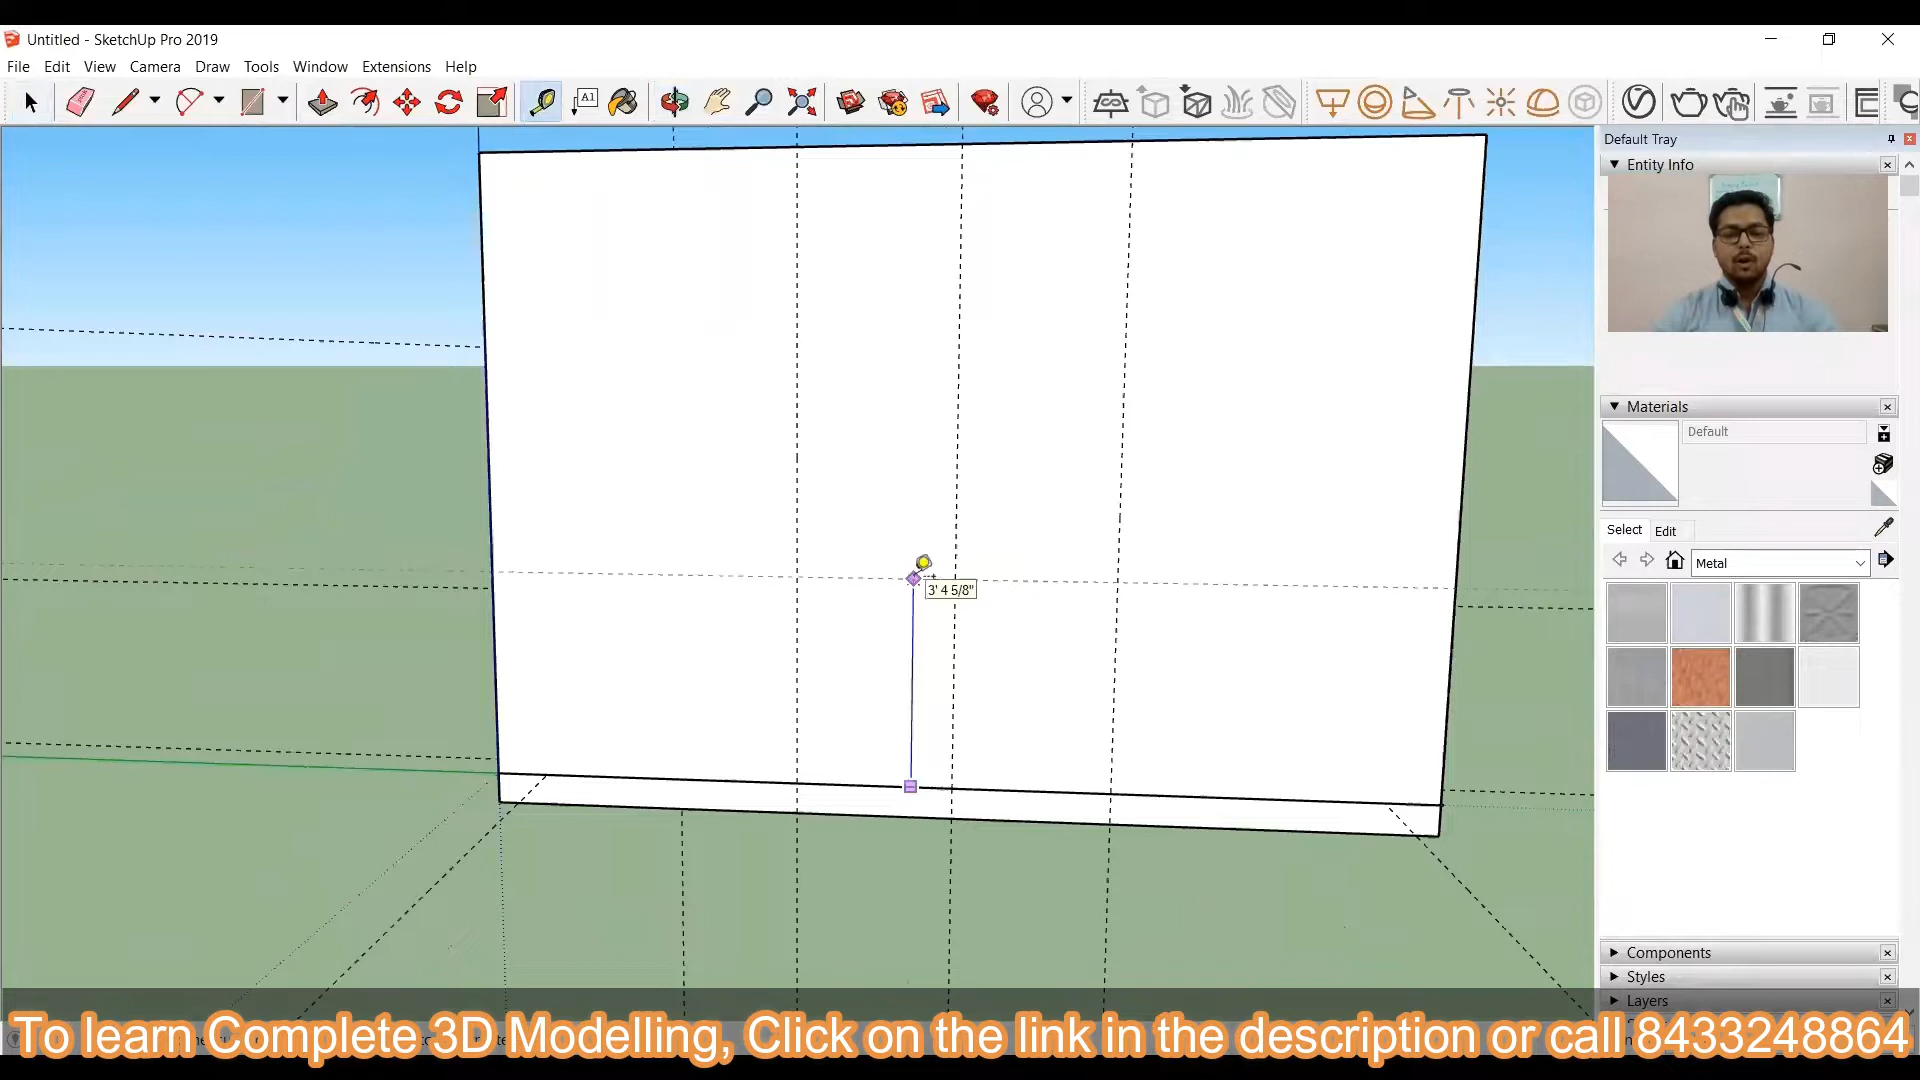 Untitled - SketchUp Pro 2019
File Edit View Camera Draw Tools Window Extensions Help
A1
Default Tray
Entity Info
3' 4 5/8"
Materials
Default
Select Edit
Metal
Components
Styles
Layers
To learn Complete 3D Modelling, Click on the link in the description or call 8433248864